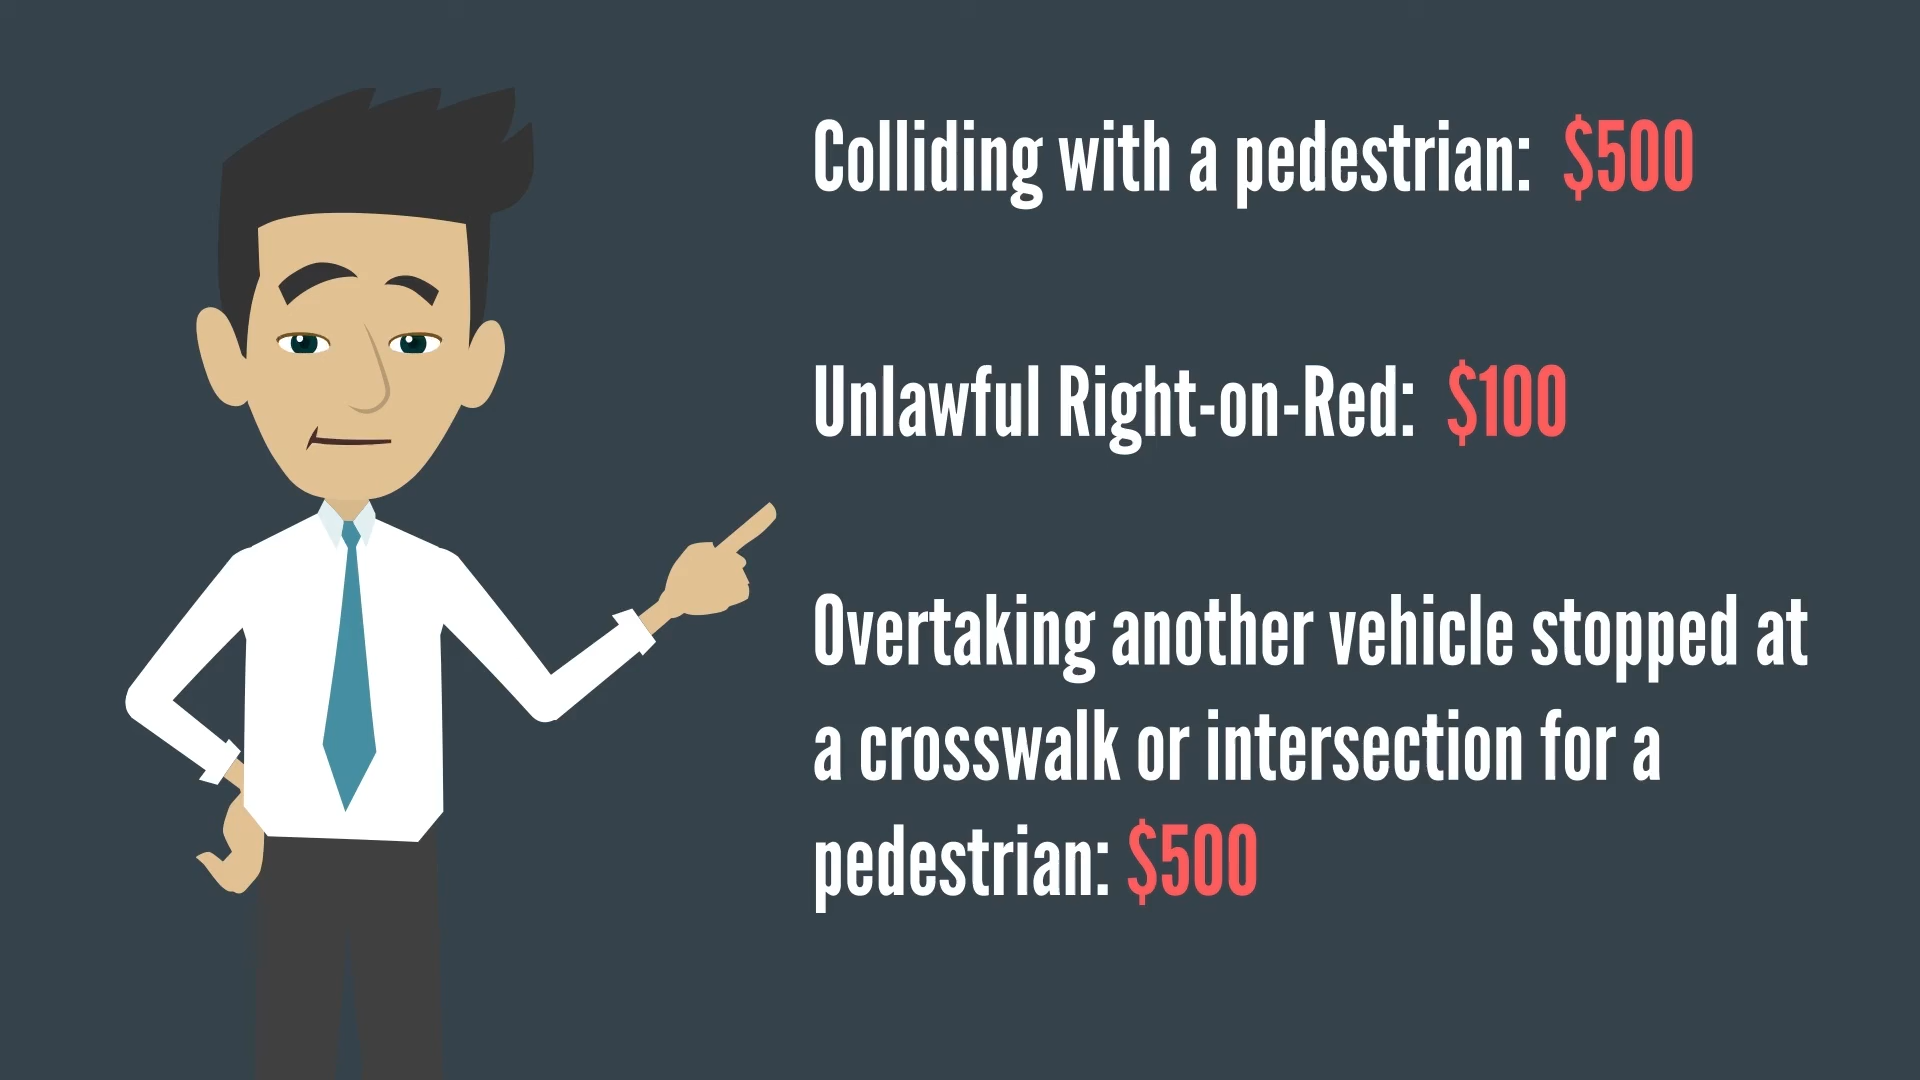 Colliding with a pedestrian: $500
Unlawful Right-on-Red: $100
Overtaking another vehicle stopped at
a crosswalk or intersection for a
pedestrian: $500